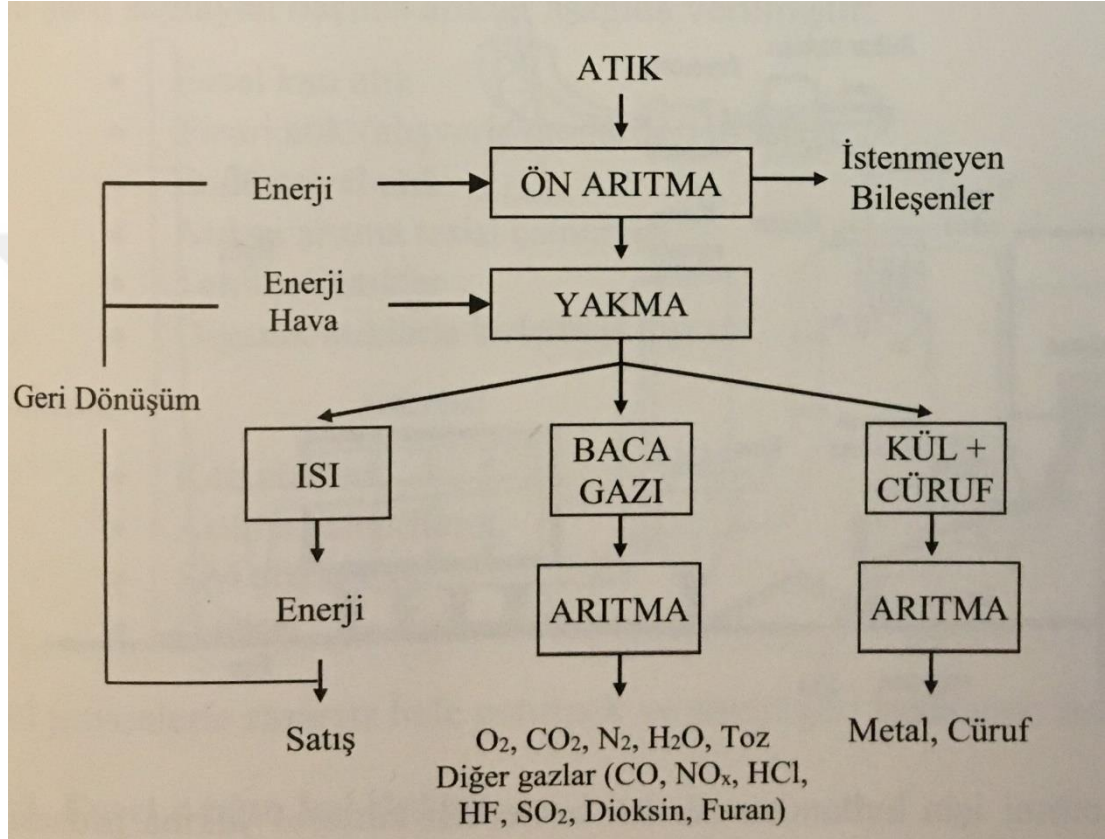 ATIK
ÖN ARITMA
İstenmeyen
Bileşenler
Enerji
Enerji
Hava
YAKMA
Geri Dönüşüm
ISI
BACA
GAZI
KÜL +
CÜRUF
Enerji
ARITMA
ARITMA
Satış
O₂, CO₂, N₂, H₂O, Toz
Diğer gazlar (CO, NOₓ, HCl,
HF, SO₂, Dioksin, Furan)
Metal, Cüruf